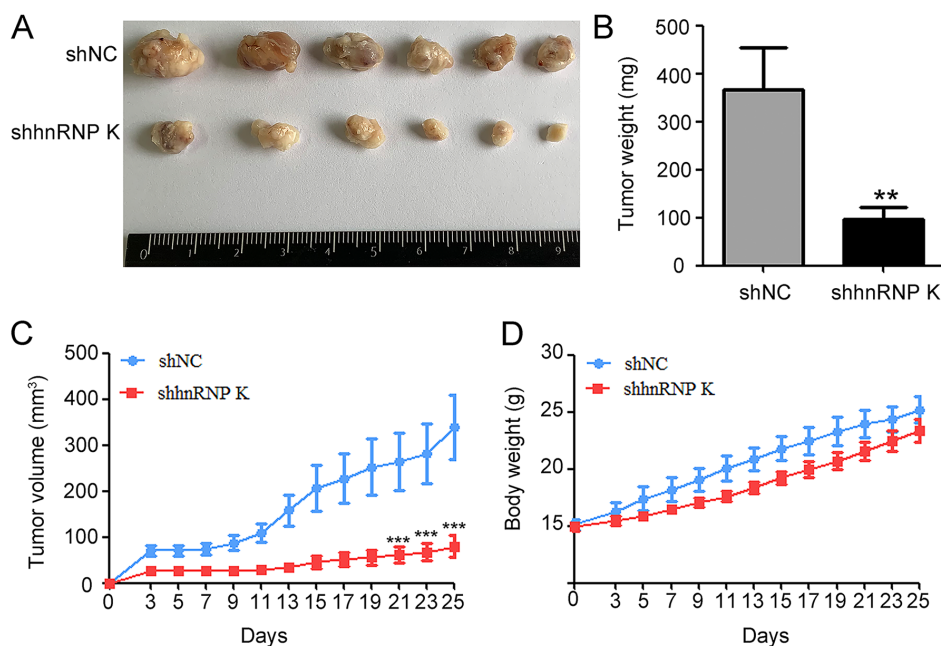 A
shNC
shhnRNP K
0 1 2 3 4 5 6 7 8 9
B
500
400
300
200
100
0
Tumor weight (mg)
**
shNC shhnRNP K
C
500
400
300
200
100
0
Tumor volume (mm³)
shNC
shhnRNP K
*** *** ***
0 3 5 7 9 11 13 15 17 19 21 23 25
Days
D
30
25
20
15
Body weight (g)
shNC
shhnRNP K
0 3 5 7 9 11 13 15 17 19 21 23 25
Days